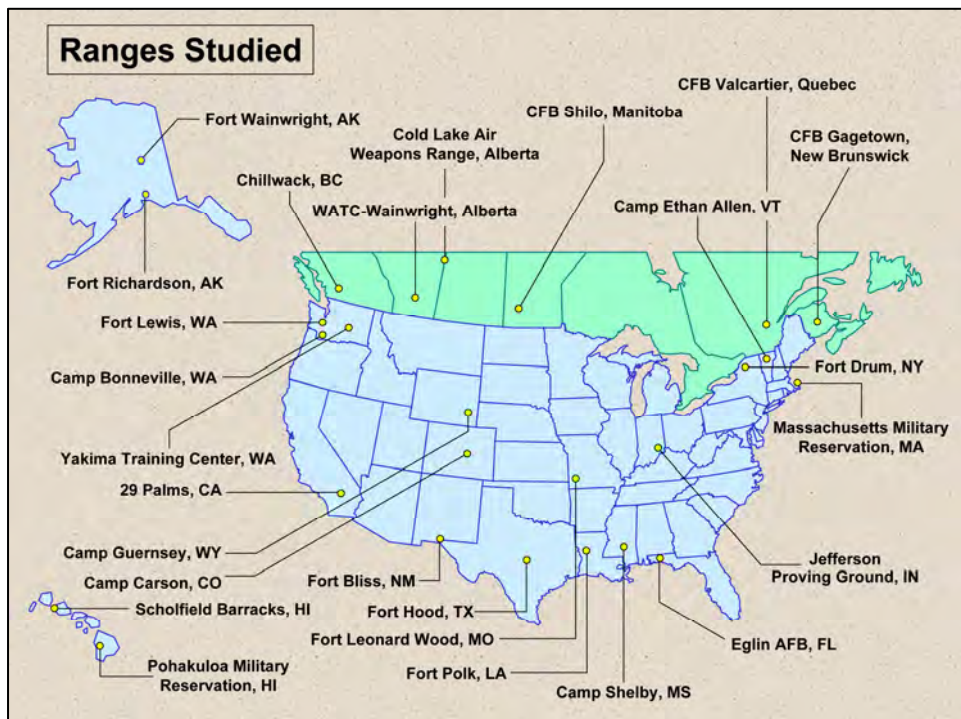 Ranges Studied
Fort Wainwright, AK
Fort Richardson, AK
Chillwack, BC
Cold Lake Air
Weapons Range, Alberta
WATC-Wainwright, Alberta
CFB Shilo, Manitoba
CFB Valcartier, Quebec
CFB Gagetown,
New Brunswick
Camp Ethan Allen, VT
Fort Lewis, WA
Camp Bonneville, WA
Yakima Training Center, WA
29 Palms, CA
Camp Guernsey, WY
Camp Carson, CO
Scholfield Barracks, HI
Pohakuloa Military
Reservation, HI
Fort Bliss, NM
Fort Hood, TX
Fort Leonard Wood, MO
Fort Polk, LA
Camp Shelby, MS
Eglin AFB, FL
Jefferson
Proving Ground, IN
Massachusetts Military
Reservation, MA
Fort Drum, NY